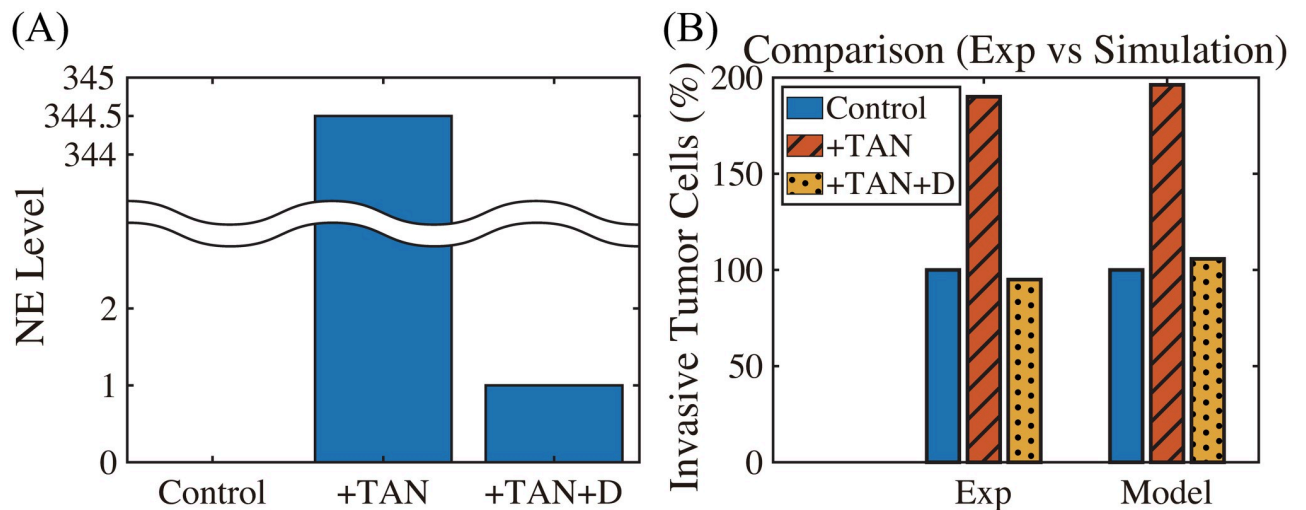 (A)
NE Level
345
344.5
344
2
1
0
Control
+TAN
+TAN+D
(B)
Comparison (Exp vs Simulation)
Invasive Tumor Cells (%)
200
150
100
50
0
Control
+TAN
+TAN+D
Exp
Model